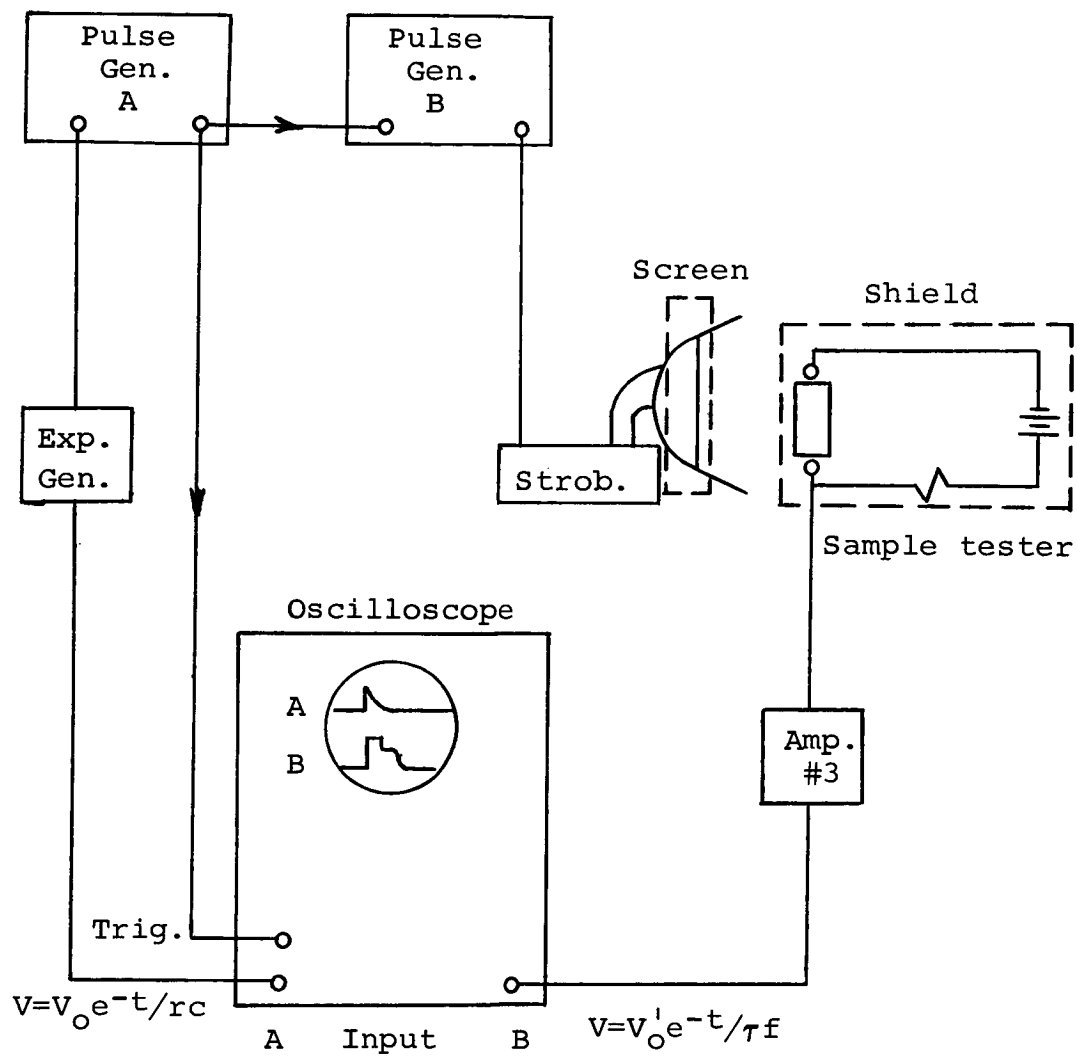 Pulse
Gen.
A
Pulse
Gen.
B
Screen
Shield
Exp.
Gen.
Strob.
Sample tester
Oscilloscope
A
B
Amp.
#3
Trig.
V=V₀e⁻ᵗ/rc
V=V₀'e⁻ᵗ/τf
A Input B